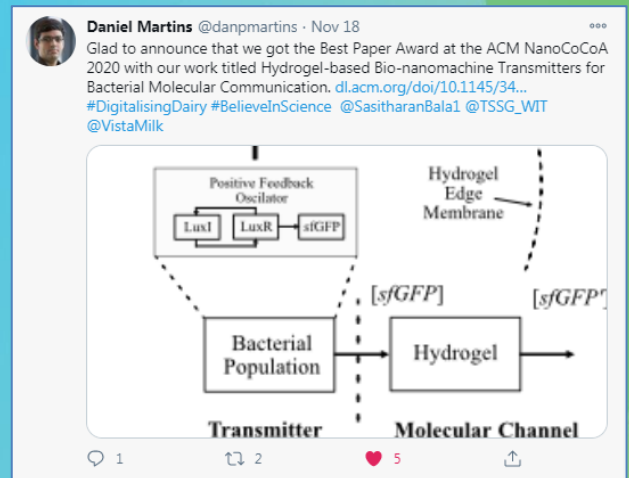 Daniel Martins @danpmartins · Nov 18
Glad to announce that we got the Best Paper Award at the ACM NanoCoCoA
2020 with our work titled Hydrogel-based Bio-nanomachine Transmitters for
Bacterial Molecular Communication. dl.acm.org/doi/10.1145/34...
#DigitalisingDairy #BelieveInScience @SasitharanBala1 @TSSG_WIT
@VistaMilk
Positive Feedback
Oscilator
LuxI LuxR sfGFP
Hydrogel
Edge
Membrane
[sfGFP] [sfGFP'
Bacterial
Population
Hydrogel
Transmitter Molecular Channel
1 2 5